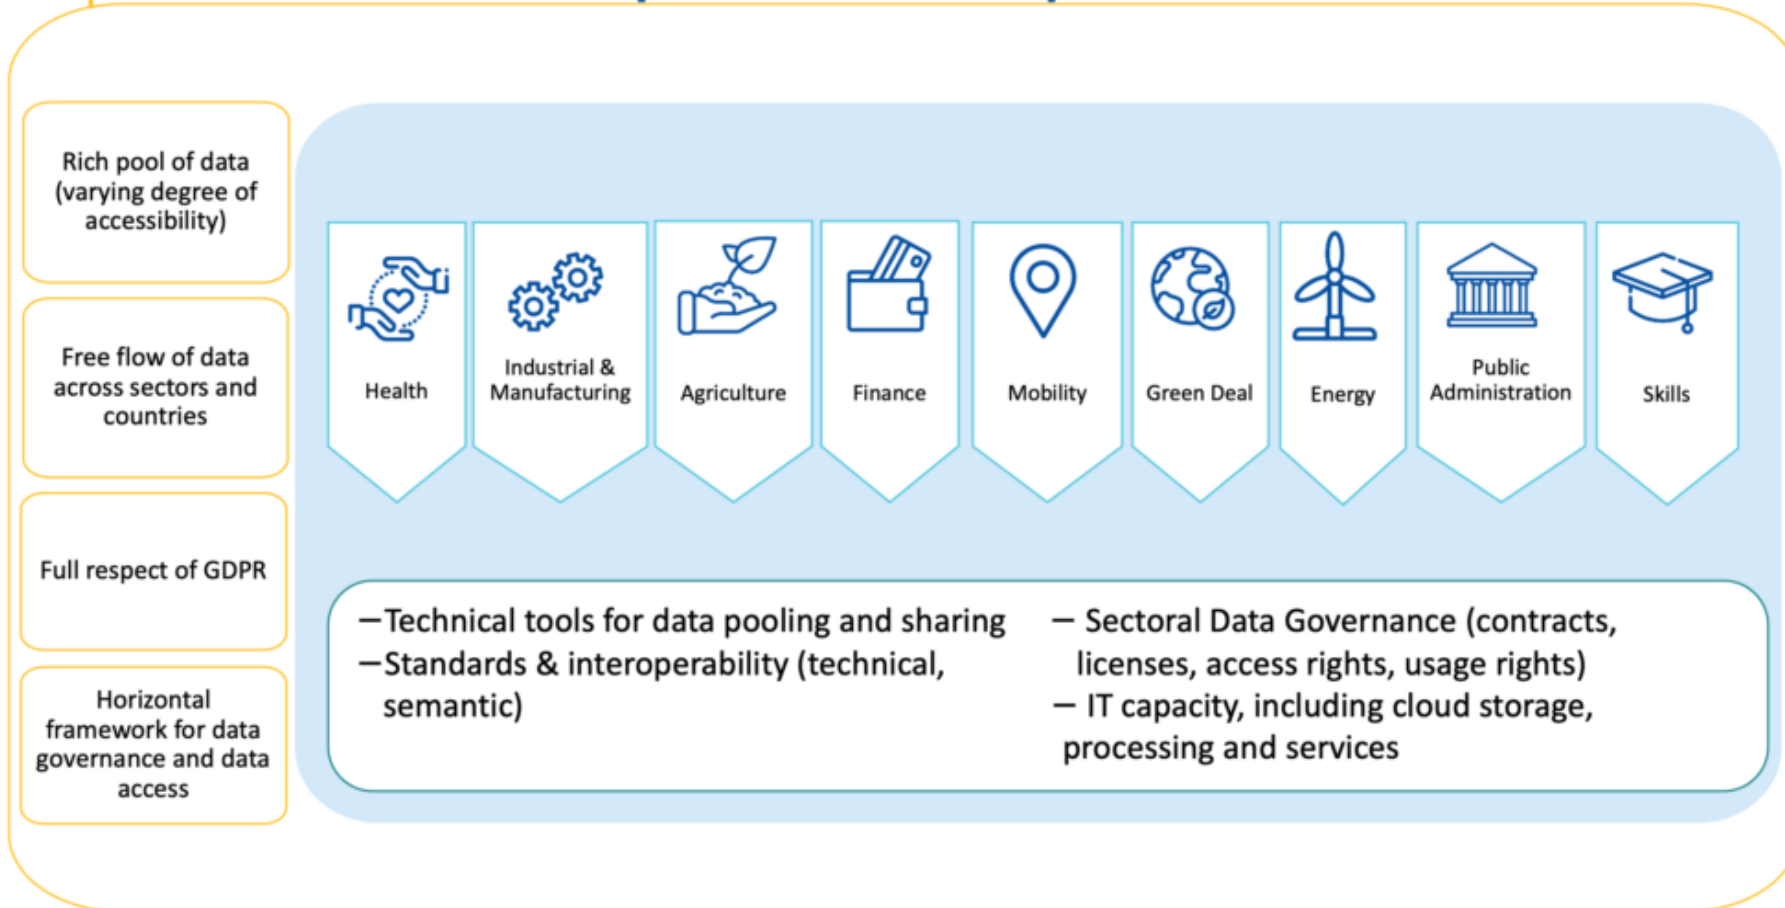 Rich pool of data
(varying degree of
accessibility)
Free flow of data
across sectors and
countries
Full respect of GDPR
Horizontal
framework for data
governance and data
access
Health
Industrial &
Manufacturing
Agriculture
Finance
Mobility
Green Deal
Energy
Public
Administration
Skills
–Technical tools for data pooling and sharing
–Standards & interoperability (technical,
semantic)
– Sectoral Data Governance (contracts,
licenses, access rights, usage rights)
– IT capacity, including cloud storage,
processing and services